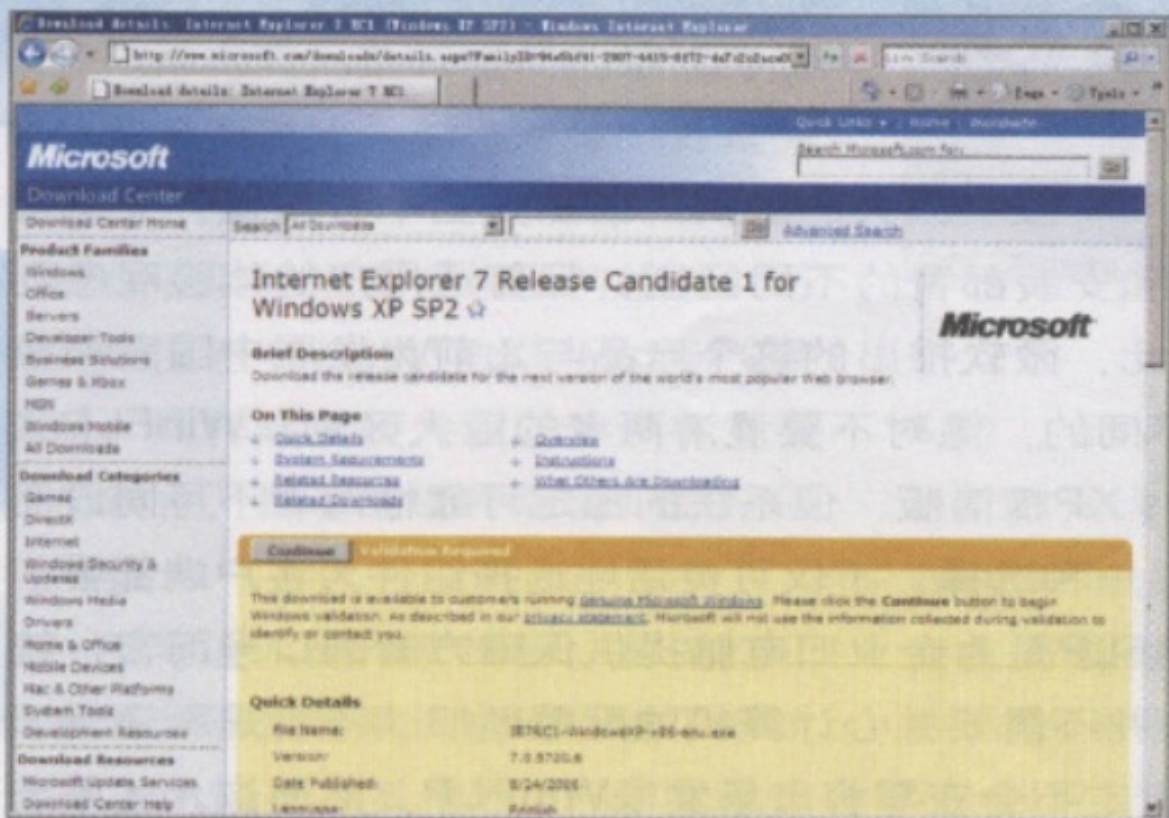 Download details: Internet Explorer 7 RC1 (Windows XP SP2) - Windows Internet Explorer
Live Search
Download details: Internet Explorer 7 RC1
Page
Tools
Quick Links
Home
Worldwide
Microsoft
Search Microsoft.com for:
Go
Download Center
Download Center Home
Search
All Downloads
Go
Advanced Search
Product Families
Windows
Office
Servers
Developer Tools
Business Solutions
Games & Xbox
MSN
Windows Mobile
All Downloads
Download Categories
Games
DirectX
Internet
Windows Security &
Updates
Windows Media
Drivers
Home & Office
Mobile Devices
Mac & Other Platforms
System Tools
Development Resources
Download Resources
Microsoft Update Services
Download Center Help
Internet Explorer 7 Release Candidate 1 for
Windows XP SP2
Microsoft
Brief Description
Download the release candidate for the next version of the world's most popular Web browser.
On This Page
Quick Details
Overview
System Requirements
Instructions
Related Resources
What Others Are Downloading
Related Downloads
Continue
Validation Required
This download is available to customers running genuine Microsoft Windows. Please click the Continue button to begin
Windows validation. As described in our privacy statement, Microsoft will not use the information collected during validation to
identify or contact you.
Quick Details
File Name:
IE7RC1-WindowsXP-x86-enu.exe
Version:
7.0.5700.6
Date Published:
8/24/2006
Language:
English